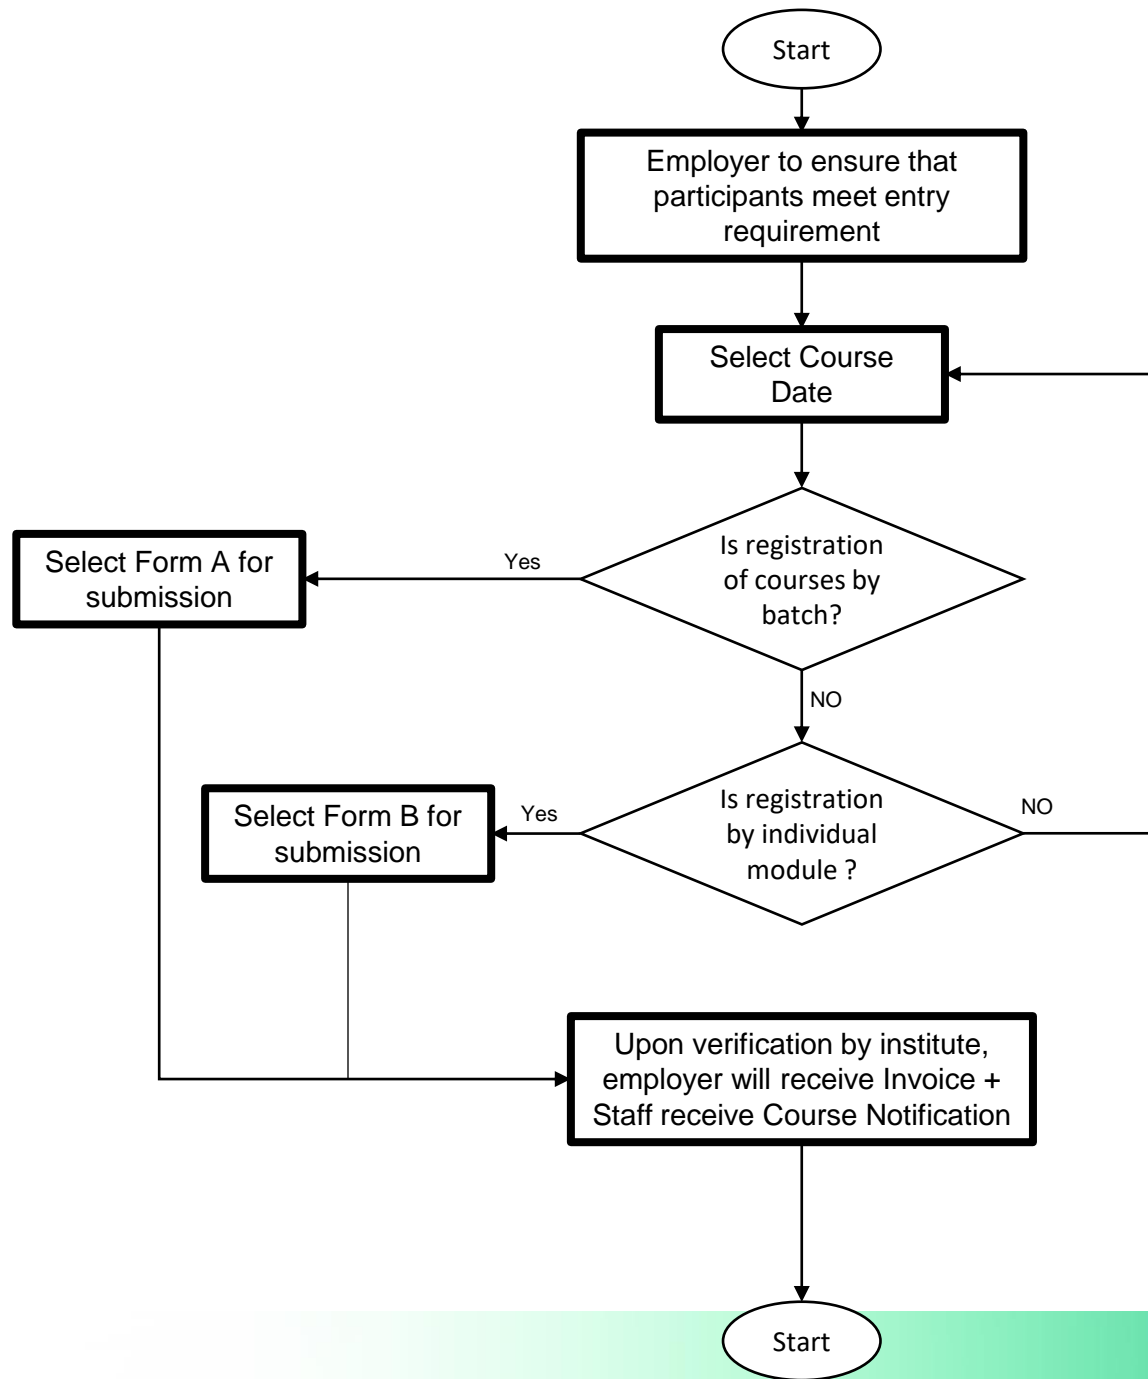 Start
Employer to ensure that
participants meet entry
requirement
Select Course
Date
Is registration
of courses by
batch?
Yes
Select Form A for
submission
NO
Is registration
by individual
module ?
Yes
NO
Select Form B for
submission
Upon verification by institute,
employer will receive Invoice +
Staff receive Course Notification
Start